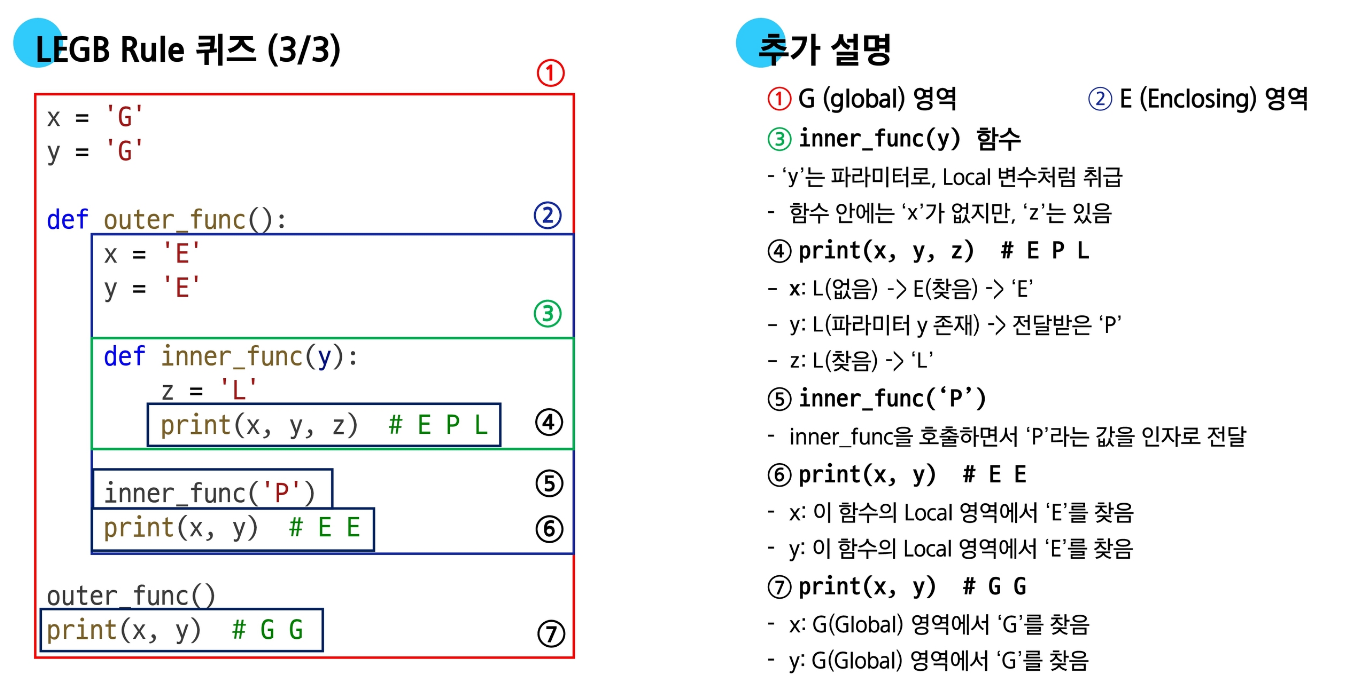 LEGB Rule 퀴즈 (3/3)
①
x = 'G'
y = 'G'
def outer_func():
②
x = 'E'
y = 'E'
③
def inner_func(y):
z = 'L'
print(x, y, z)  # E P L
④
inner_func('P')
⑤
print(x, y)  # E E
⑥
outer_func()
print(x, y)  # G G
⑦
추가 설명
① G (global) 영역
② E (Enclosing) 영역
③ inner_func(y) 함수
- ‘y’는 파라미터로, Local 변수처럼 취급
- 함수 안에는 ‘x’가 없지만, ‘z’는 있음
④ print(x, y, z)  # E P L
- x: L(없음) -> E(찾음) -> ‘E’
- y: L(파라미터 y 존재) -> 전달받은 ‘P’
- z: L(찾음) -> ‘L’
⑤ inner_func(‘P’)
- inner_func을 호출하면서 ‘P’라는 값을 인자로 전달
⑥ print(x, y)  # E E
- x: 이 함수의 Local 영역에서 ‘E’를 찾음
- y: 이 함수의 Local 영역에서 ‘E’를 찾음
⑦ print(x, y)  # G G
- x: G(Global) 영역에서 ‘G’를 찾음
- y: G(Global) 영역에서 ‘G’를 찾음